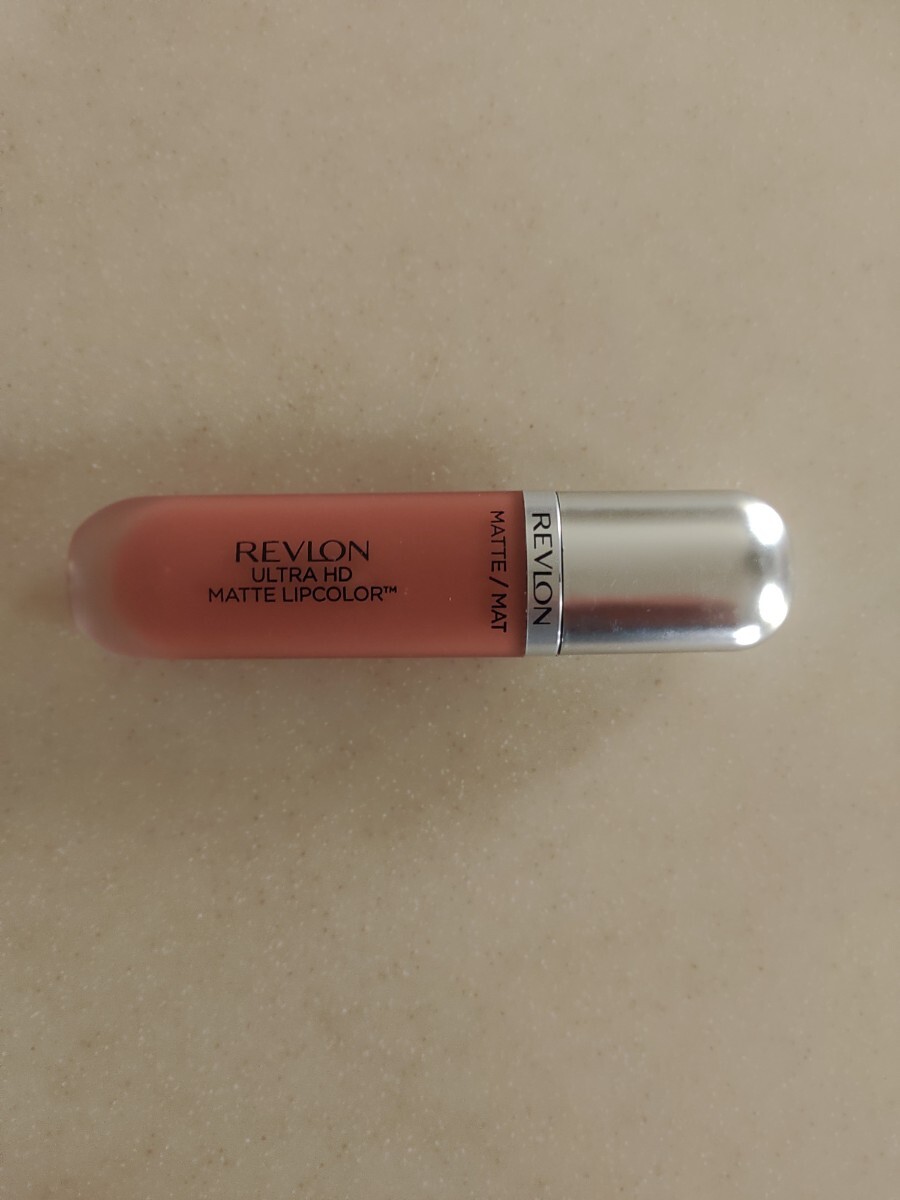 REVLON
ULTRA HD
MATTE LIPCOLOR™
MATTE / MAT
REVLON